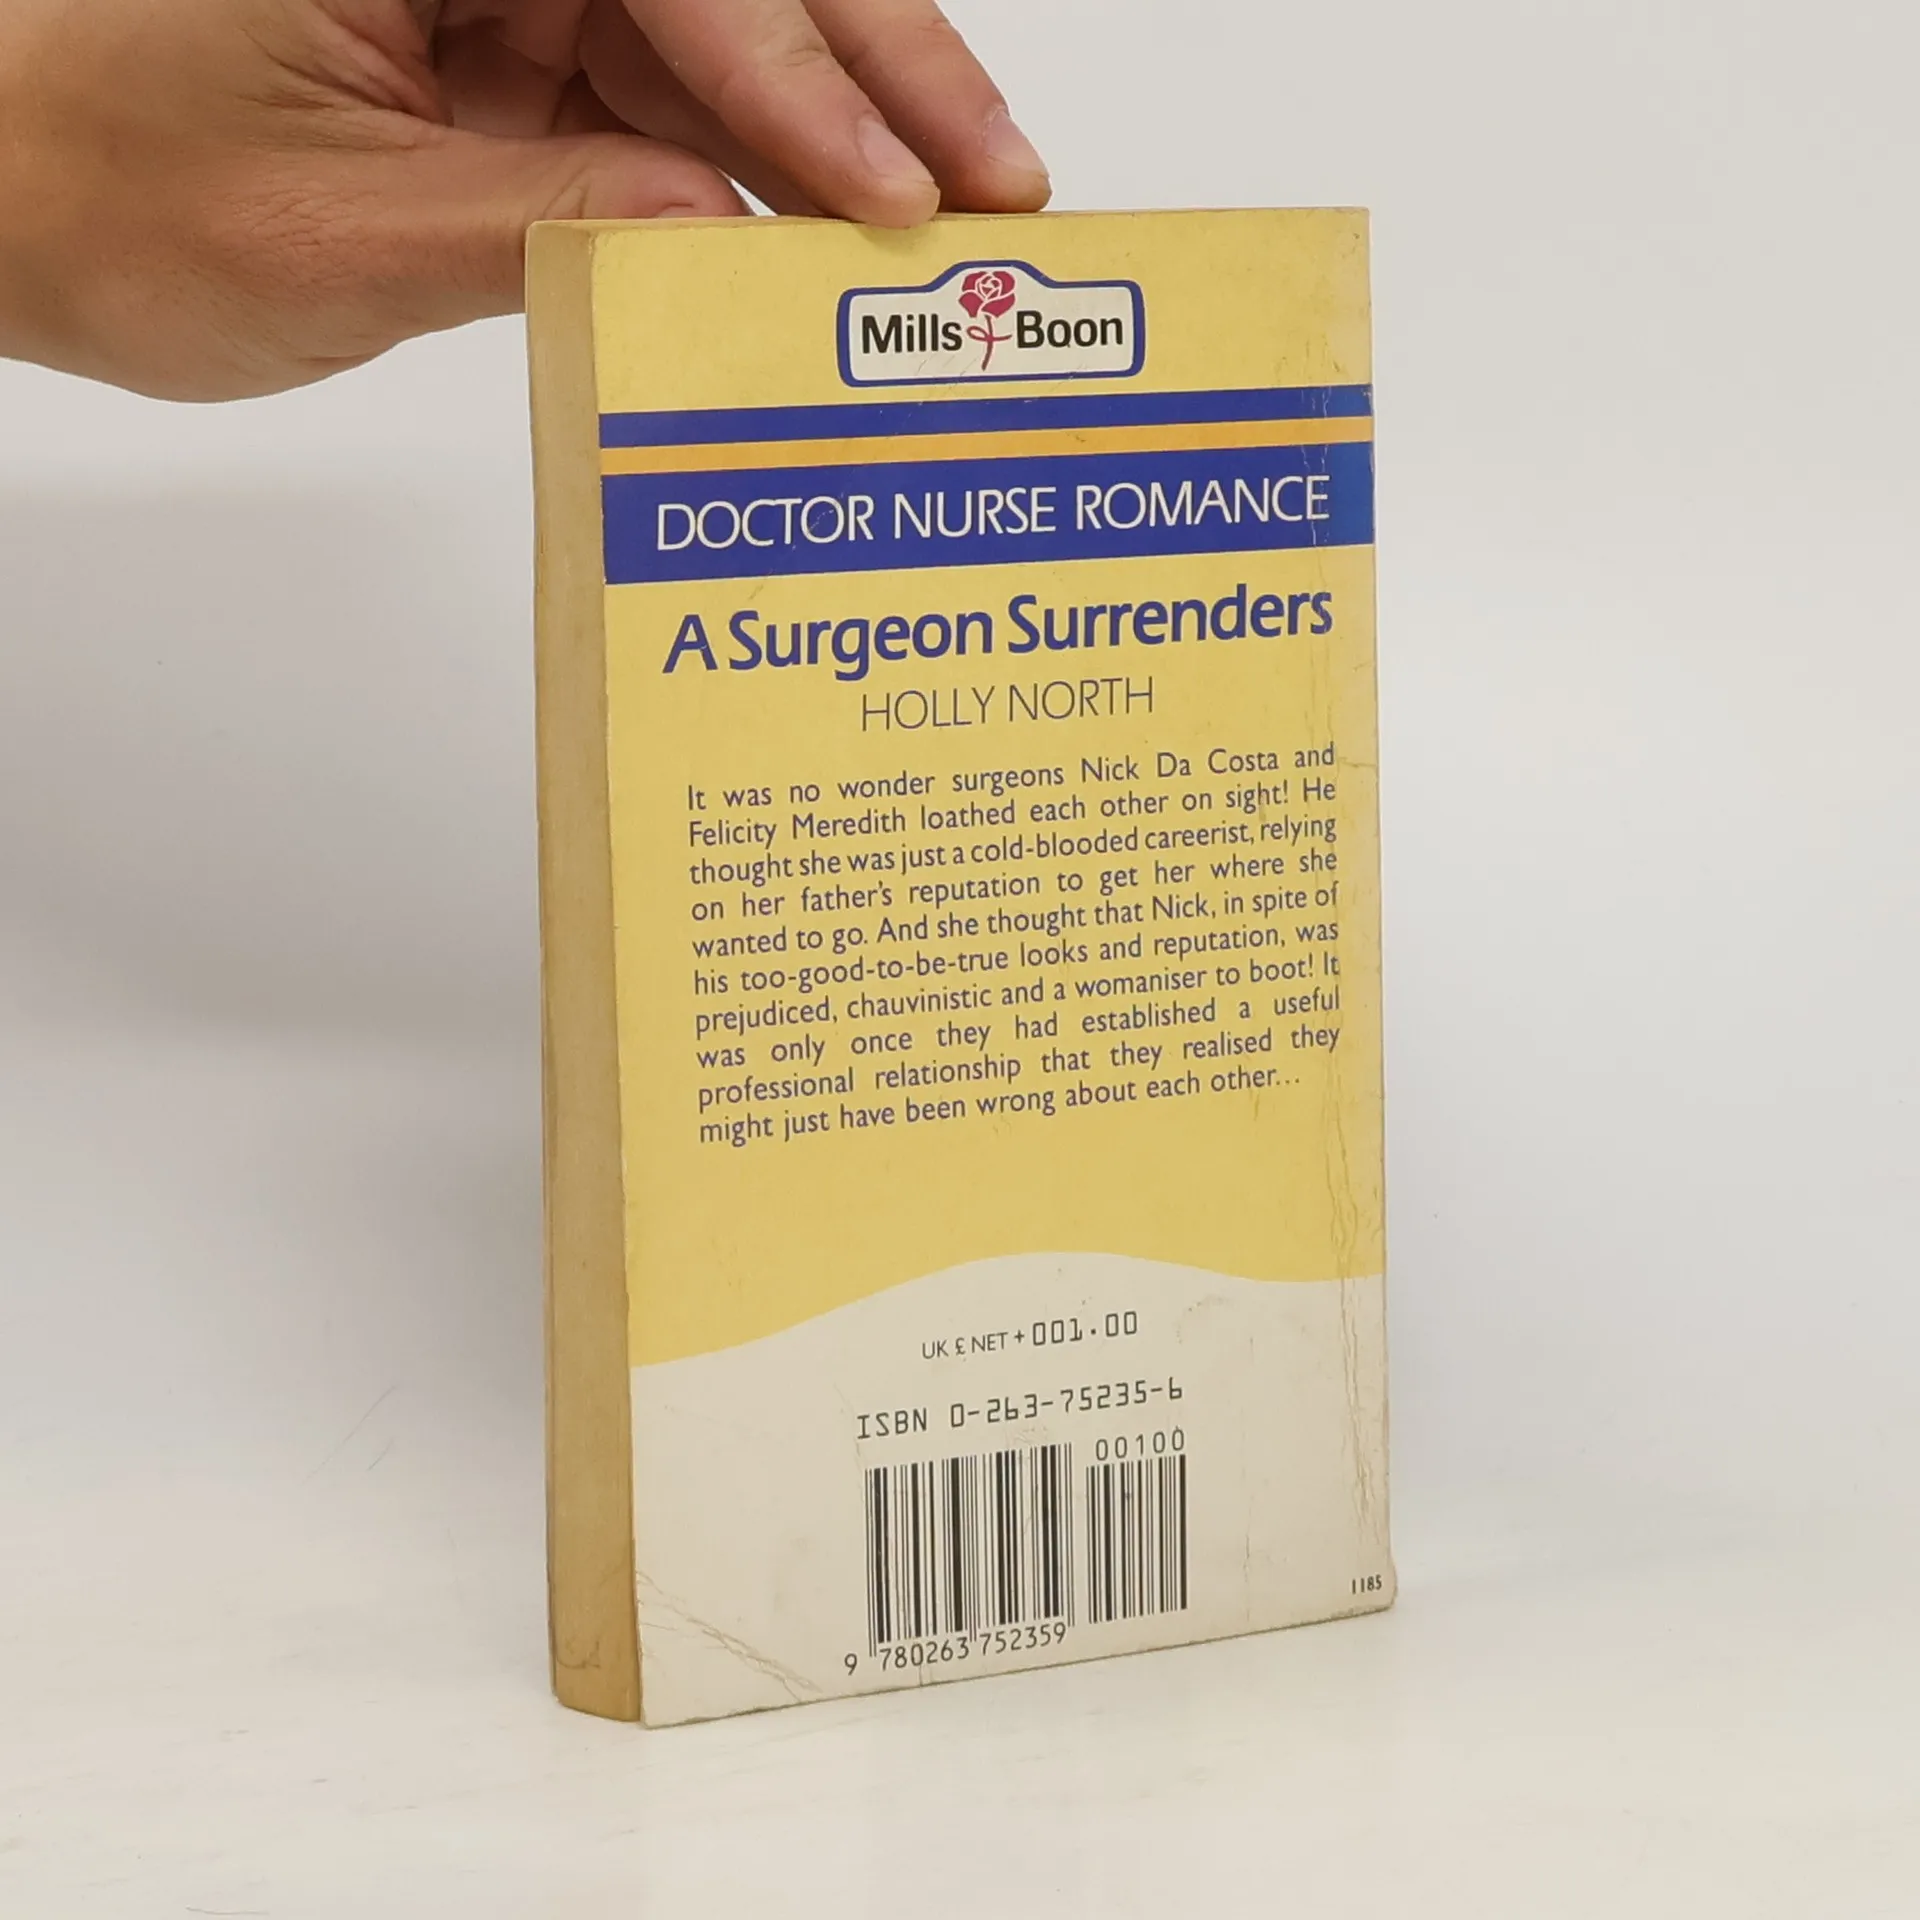 Mills & Boon
DOCTOR NURSE ROMANCE
A Surgeon Surrenders
HOLLY NORTH
It was no wonder surgeons Nick Da Costa and
Felicity Meredith loathed each other on sight! He
thought she was just a cold-blooded careerist, relying
on her father's reputation to get her where she
wanted to go. And she thought that Nick, in spite of
his too-good-to-be-true looks and reputation, was
prejudiced, chauvinistic and a womaniser to boot! It
was only once they had established a useful
professional relationship that they realised they
might just have been wrong about each other...
UK £ NET + 001.00
ISBN 0-263-75235-6
00100
9 780263 752359
1185